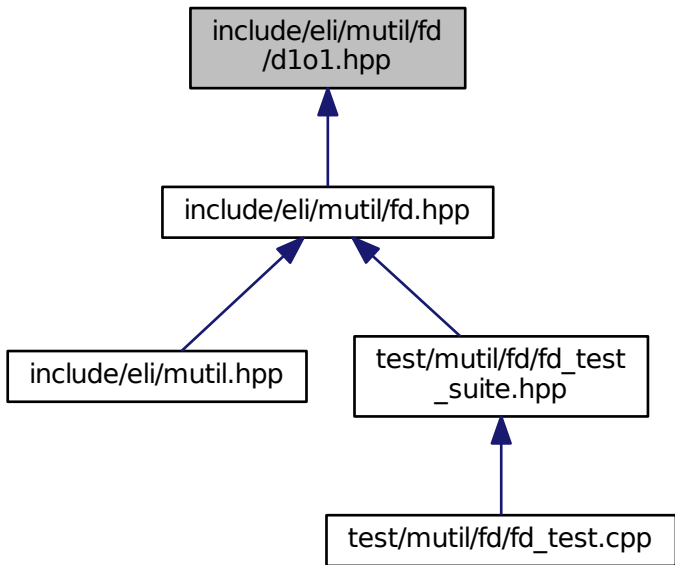 include/eli/mutil/fd
/d1o1.hpp
include/eli/mutil/fd.hpp
include/eli/mutil.hpp
test/mutil/fd/fd_test
_suite.hpp
test/mutil/fd/fd_test.cpp